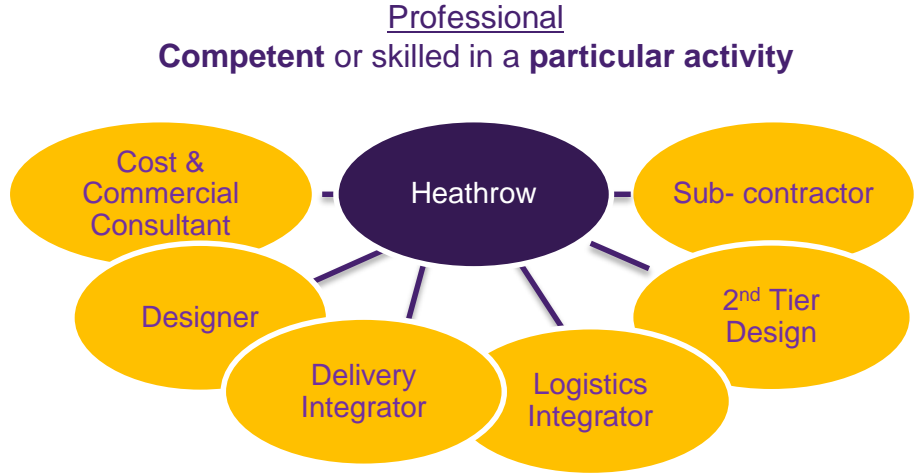 Professional
Competent or skilled in a particular activity
Cost &
Commercial
Consultant
Heathrow
Sub- contractor
Designer
2nd Tier
Design
Delivery
Integrator
Logistics
Integrator